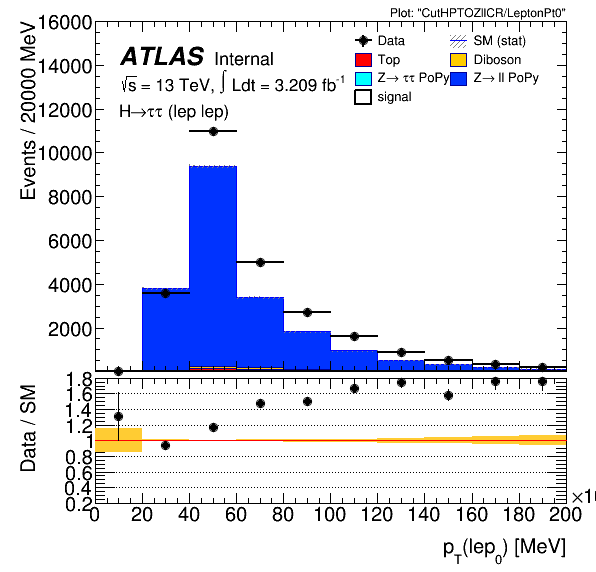 Plot: "CutHPTOZllCR/LeptonPt0"
ATLAS Internal
√s = 13 TeV, ∫ Ldt = 3.209 fb⁻¹
H→ττ (lep lep)
Data
SM (stat)
Top
Diboson
Z→ ττ PoPy
Z→ ll PoPy
signal
Events / 20000 MeV
16000
14000
12000
10000
8000
6000
4000
2000
Data / SM
1.8
1.6
1.4
1.2
1
0.8
0.6
0.4
0.2
0 20 40 60 80 100 120 140 160 180 200
p_T(lep_0) [MeV]